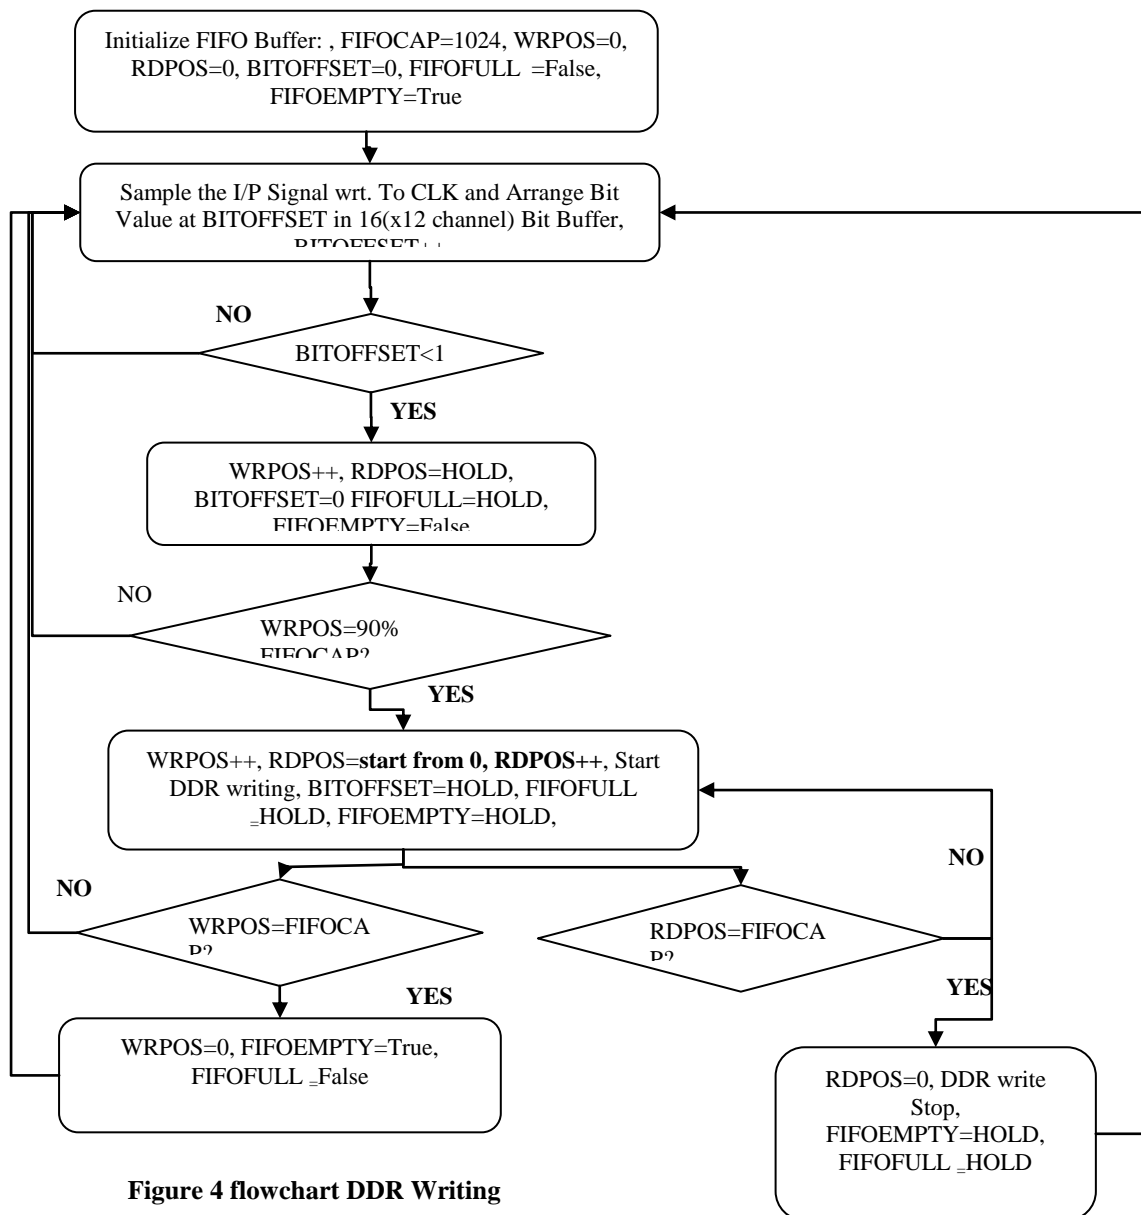 Initialize FIFO Buffer: , FIFOCAP=1024, WRPOS=0,
RDPOS=0, BITOFFSET=0, FIFOFULL =False,
FIFOEMPTY=True
Sample the I/P Signal wrt. To CLK and Arrange Bit
Value at BITOFFSET in 16(x12 channel) Bit Buffer,
BITOFFSET++
NO
BITOFFSET<1
YES
WRPOS++, RDPOS=HOLD,
BITOFFSET=0 FIFOFULL=HOLD,
FIFOEMPTY=False
NO
WRPOS=90%
FIFOCAP?
YES
WRPOS++, RDPOS=start from 0, RDPOS++, Start
DDR writing, BITOFFSET=HOLD, FIFOFULL
=HOLD, FIFOEMPTY=HOLD,
NO
WRPOS=FIFOCA
P?
YES
NO
RDPOS=FIFOCA
P?
YES
WRPOS=0, FIFOEMPTY=True,
FIFOFULL =False
RDPOS=0, DDR write
Stop,
FIFOEMPTY=HOLD,
FIFOFULL =HOLD
Figure 4 flowchart DDR Writing